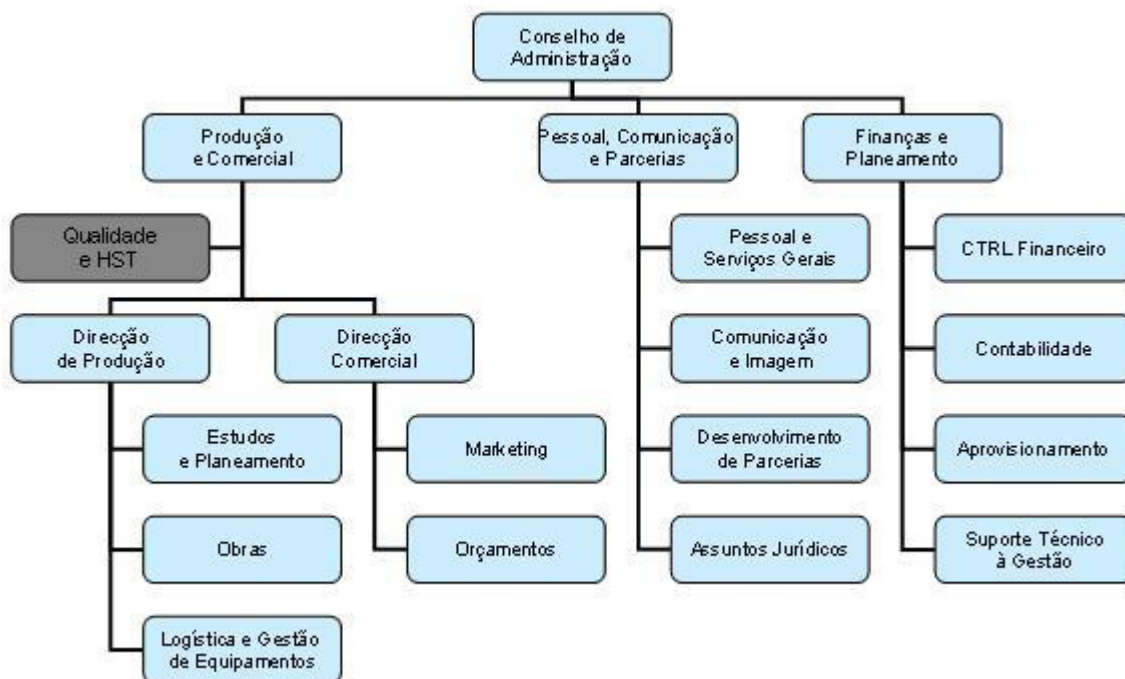 Conselho de
Administração
Produção
e Comercial
Pessoal, Comunicação
e Parcerias
Finanças e
Planeamento
Qualidade
e HST
Pessoal e
Serviços Gerais
CTRL Financeiro
Direcção
de Produção
Direcção
Comercial
Comunicação
e Imagem
Contabilidade
Estudos
e Planeamento
Marketing
Desenvolvimento
de Parcerias
Aprovisionamento
Obras
Orçamentos
Assuntos Jurídicos
Suporte Técnico
à Gestão
Logística e Gestão
de Equipamentos